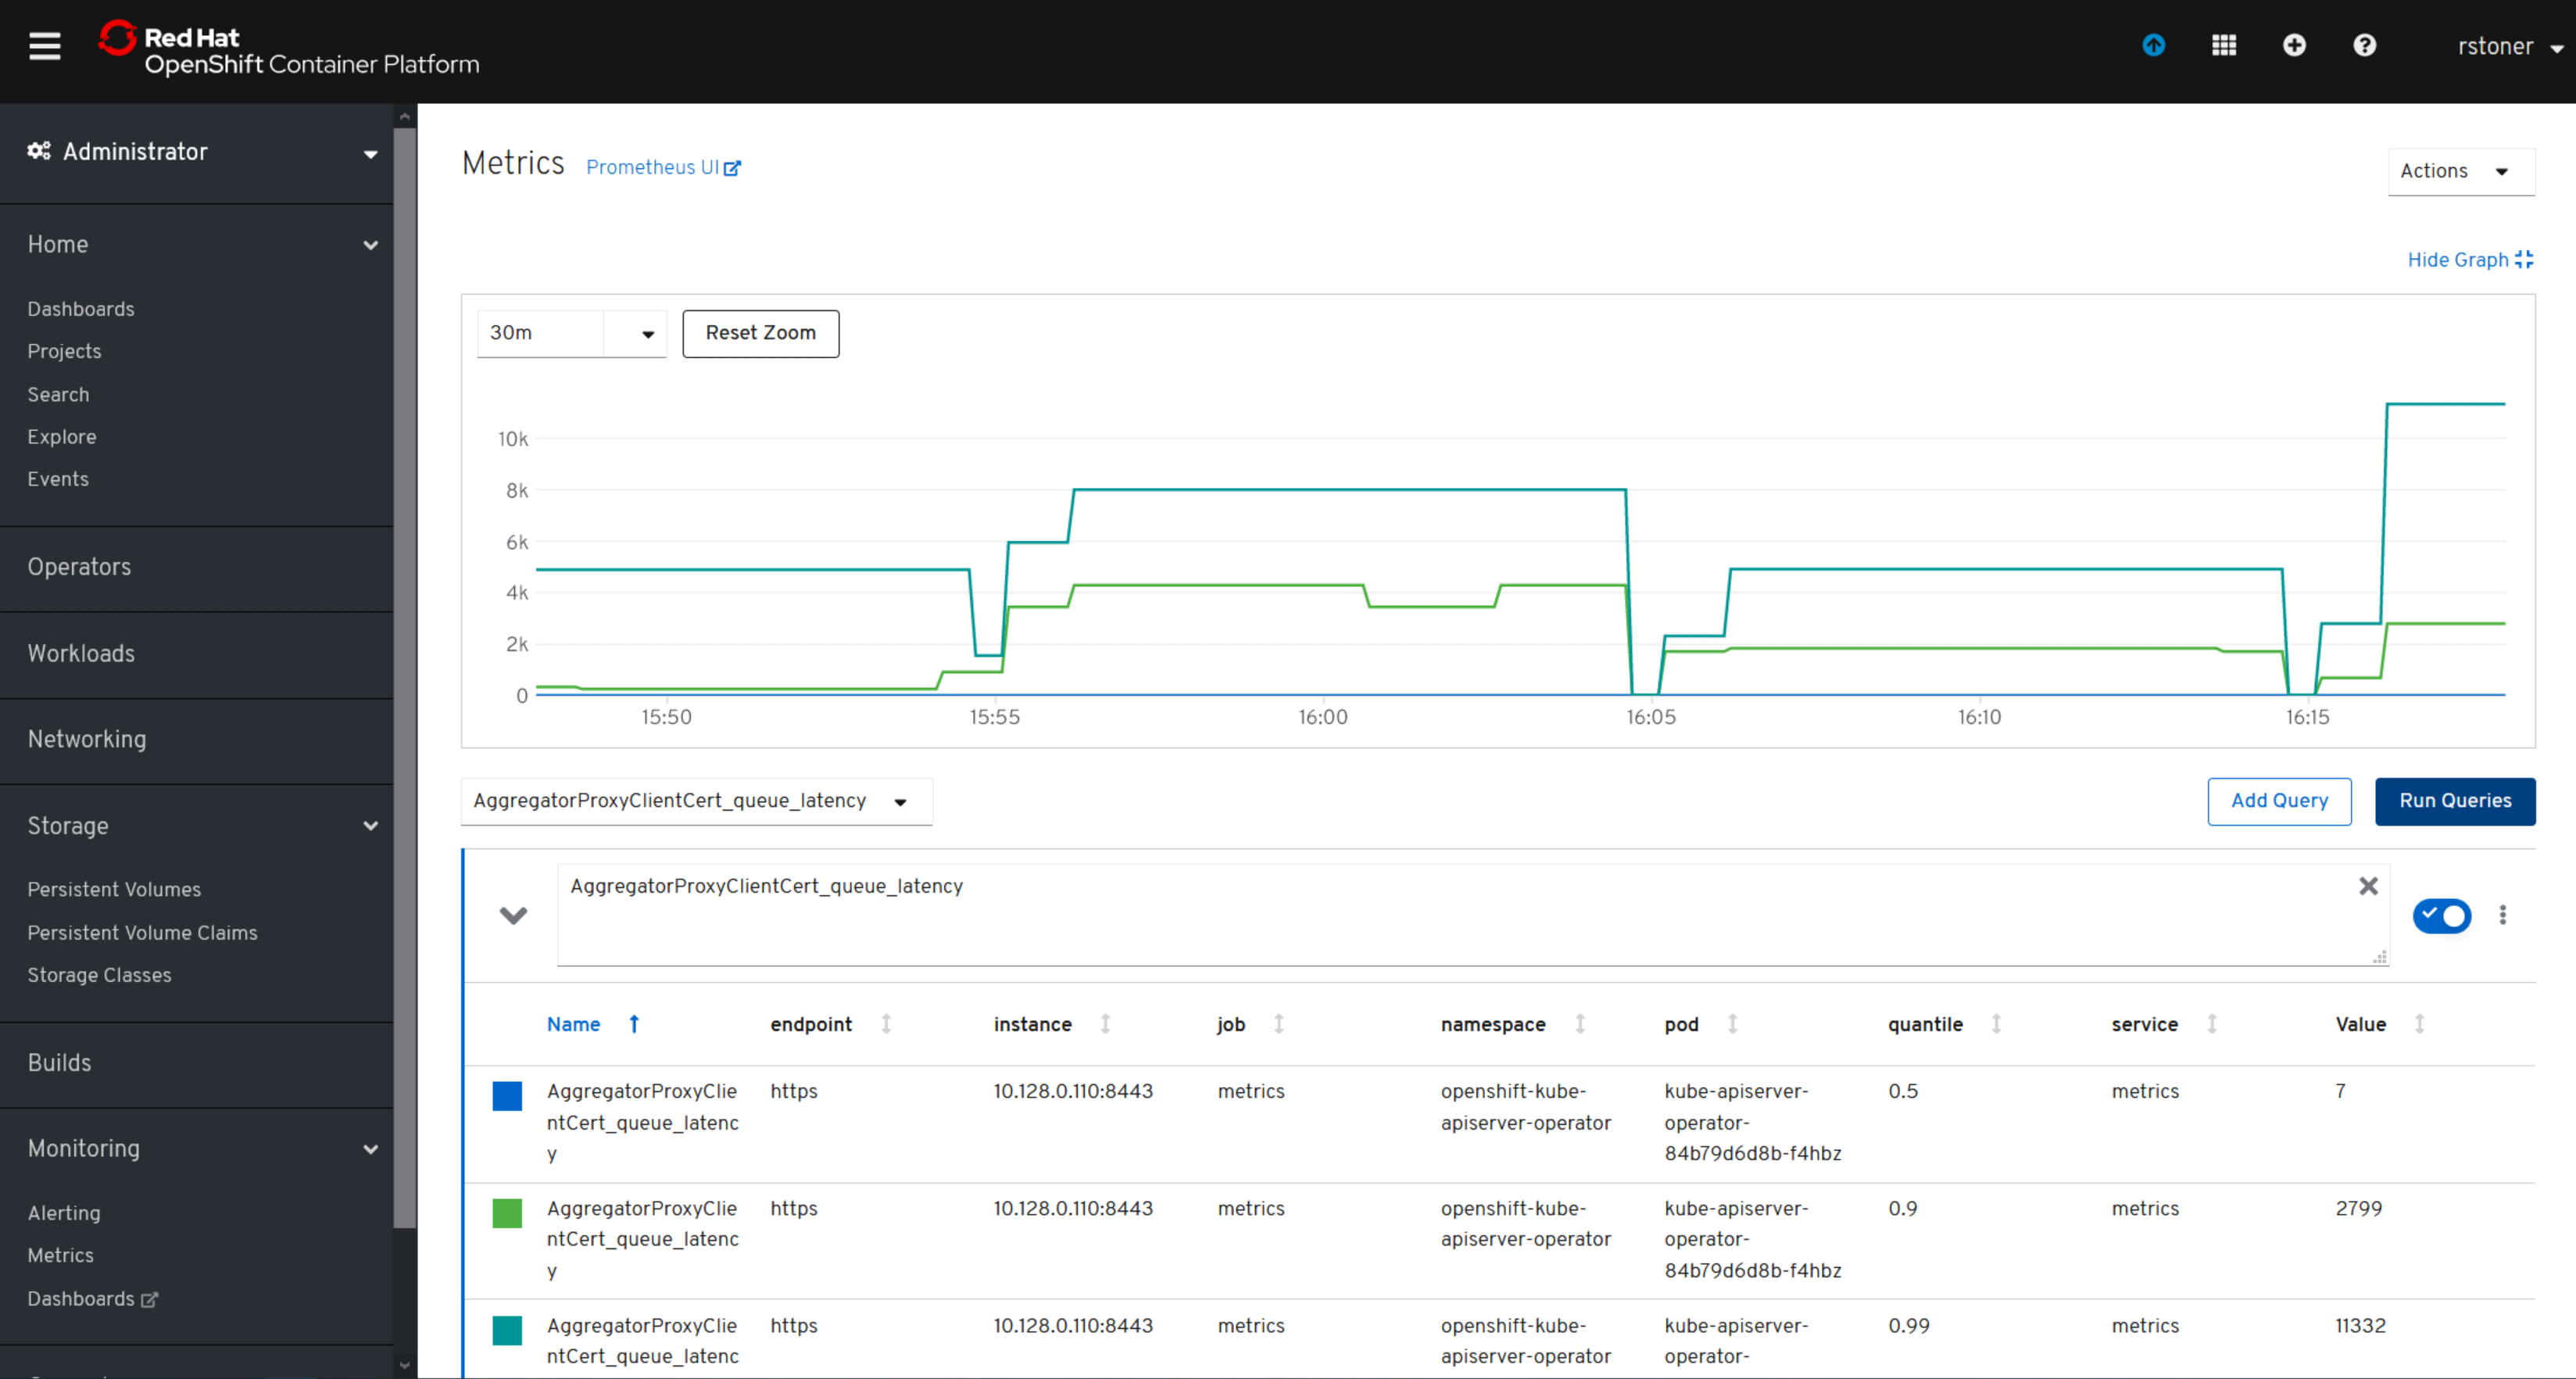 Red Hat
OpenShift Container Platform
rstoner
Administrator
Home
Dashboards
Projects
Search
Explore
Events
Operators
Workloads
Networking
Storage
Persistent Volumes
Persistent Volume Claims
Storage Classes
Builds
Monitoring
Alerting
Metrics
Dashboards
Metrics Prometheus UI
Actions
Hide Graph
30m Reset Zoom
10k
8k
6k
4k
2k
0
15:50 15:55 16:00 16:05 16:10 16:15
AggregatorProxyClientCert_queue_latency
Add Query Run Queries
AggregatorProxyClientCert_queue_latency
Name endpoint instance job namespace pod quantile service Value
AggregatorProxyClie https 10.128.0.110:8443 metrics openshift-kube- kube-apiserver- 0.5 metrics 7
ntCert_queue_latenc apiserver-operator operator-
y 84b79d6d8b-f4hbz
AggregatorProxyClie https 10.128.0.110:8443 metrics openshift-kube- kube-apiserver- 0.9 metrics 2799
ntCert_queue_latenc apiserver-operator operator-
y 84b79d6d8b-f4hbz
AggregatorProxyClie https 10.128.0.110:8443 metrics openshift-kube- kube-apiserver- 0.99 metrics 11332
ntCert_queue_latenc apiserver-operator operator-